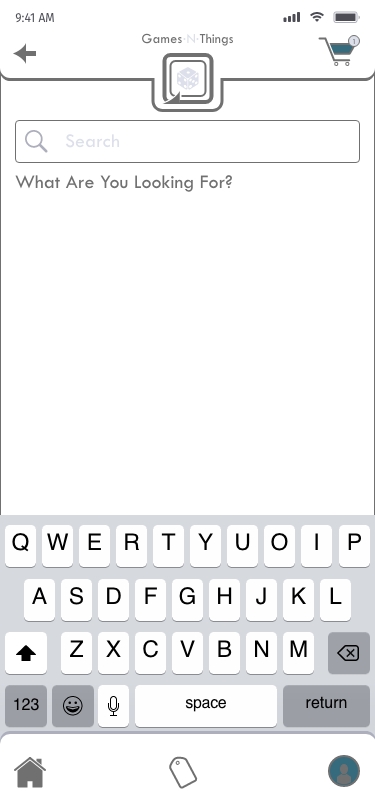 9:41 AM
Games·N·Things
1
Search
What Are You Looking For?
Q W E R T Y U O I P
A S D F G H J K L
Z X C V B N M
123 space return